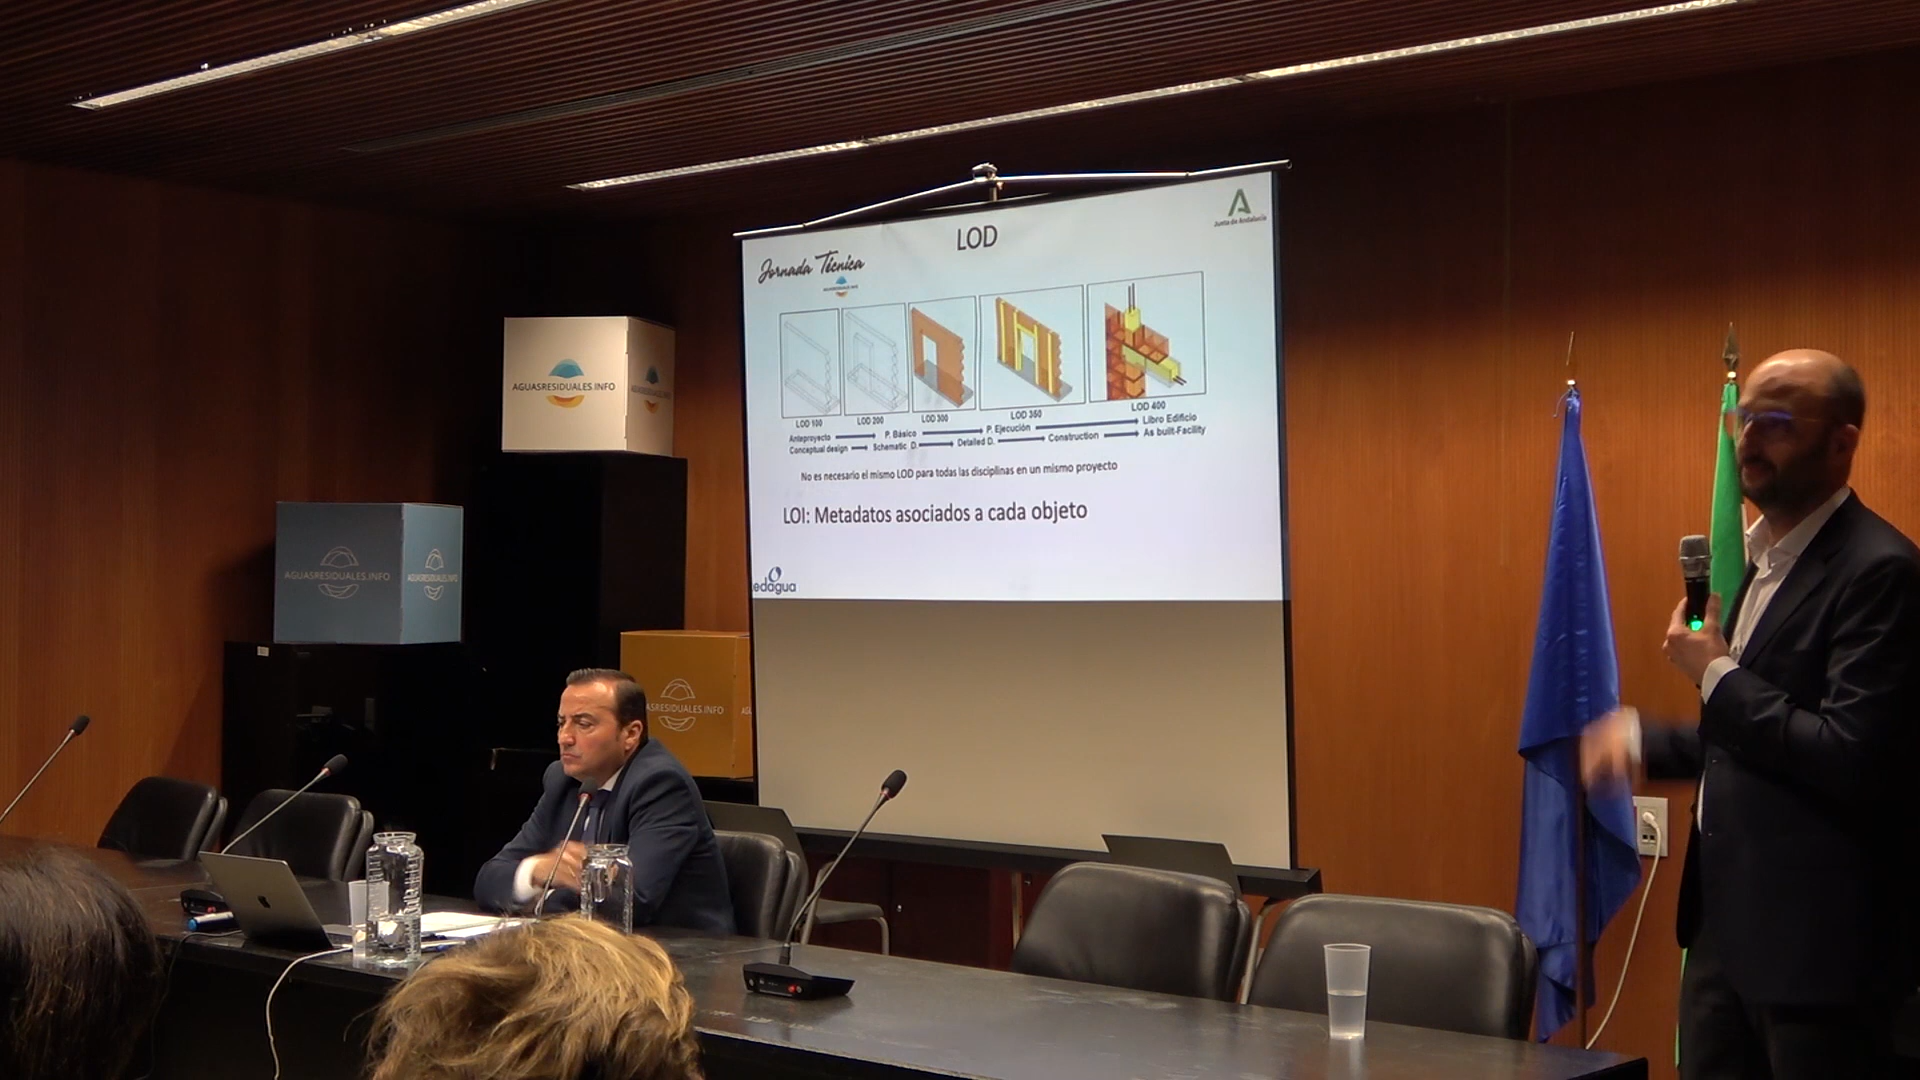 LOD
Junta de Andalucía
Jornada Técnica
AGUASRESIDUALES.INFO
LOD 100
LOD 200
LOD 300
LOD 350
LOD 400
Anteproyecto P. Básico P. Ejecución Libro Edificio
Conceptual design Schematic D. Detailed D. Construction As built-Facility
No es necesario el mismo LOD para todas las disciplinas en un mismo proyecto
LOI: Metadatos asociados a cada objeto
edagua
AGUASRESIDUALES.INFO
AGUASRESIDUALES.INFO
AGUASRESIDUALES.INFO
AGUASRESIDUALES.INFO
ASRESIDUALES.INFO
AGU